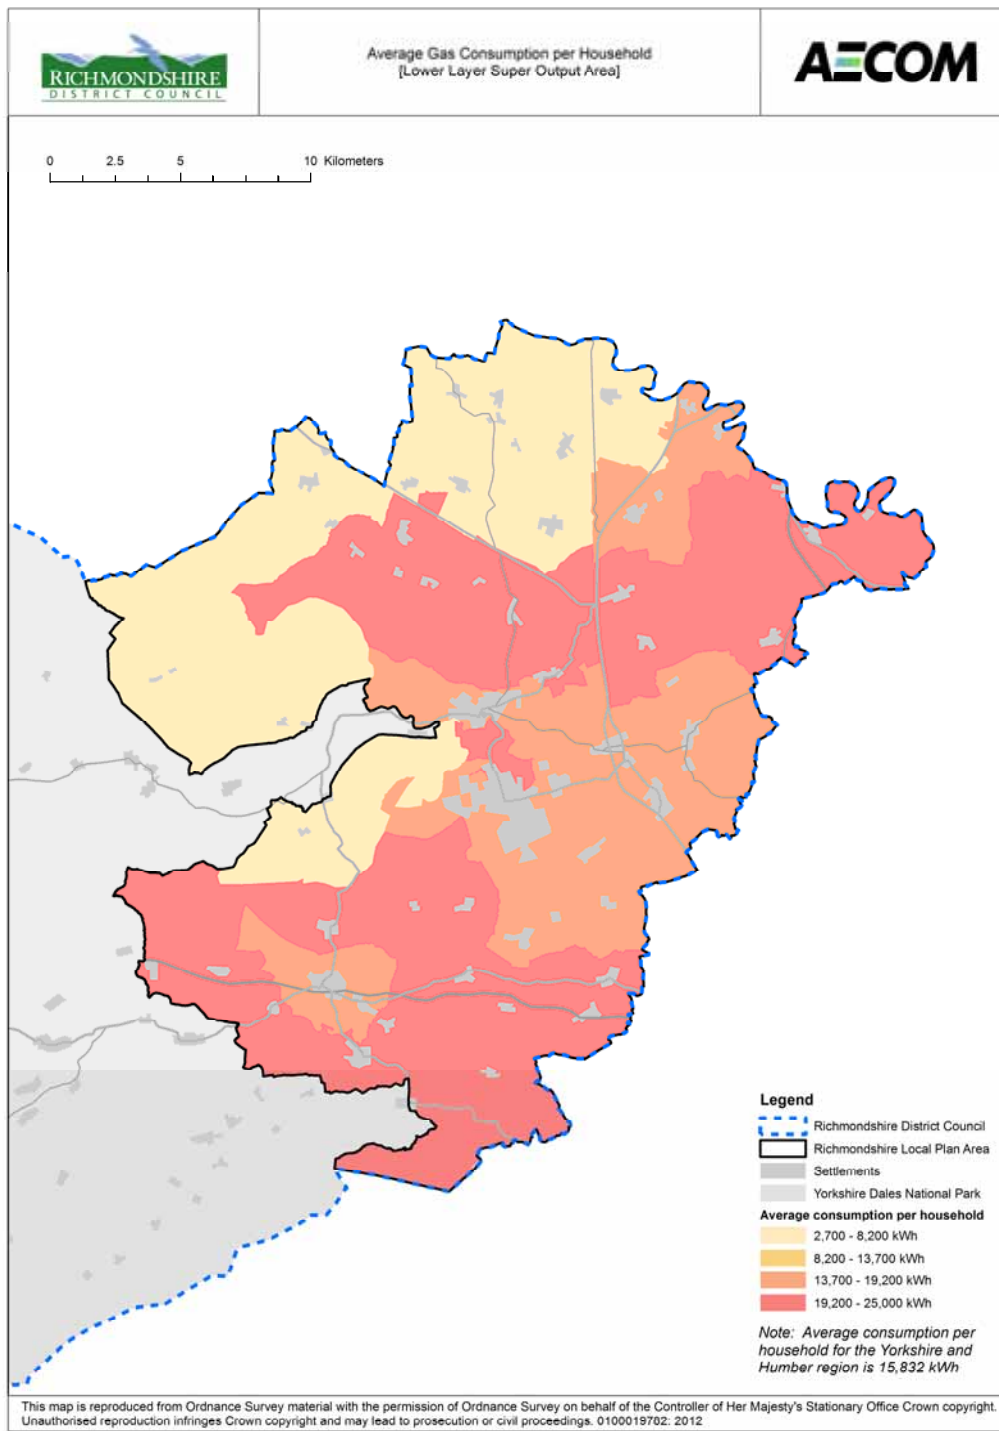 RICHMONDSHIRE
DISTRICT COUNCIL
Average Gas Consumption per Household
[Lower Layer Super Output Area]
AECOM
0 2.5 5 10 Kilometers
Legend
Richmondshire District Council
Richmondshire Local Plan Area
Settlements
Yorkshire Dales National Park
Average consumption per household
2,700 - 8,200 kWh
8,200 - 13,700 kWh
13,700 - 19,200 kWh
19,200 - 25,000 kWh
Note: Average consumption per
household for the Yorkshire and
Humber region is 15,832 kWh
This map is reproduced from Ordnance Survey material with the permission of Ordnance Survey on behalf of the Controller of Her Majesty's Stationary Office Crown copyright.
Unauthorised reproduction infringes Crown copyright and may lead to prosecution or civil proceedings. 0100019702: 2012